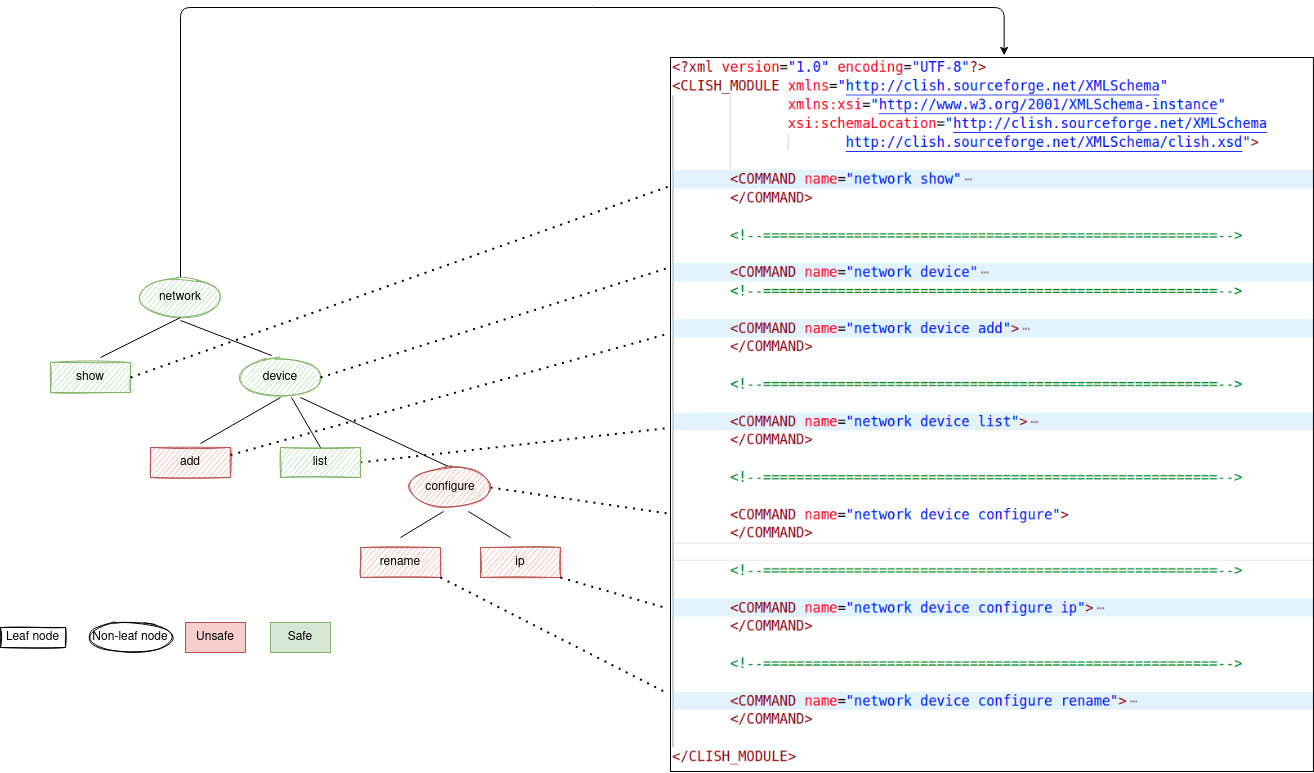 <?xml version="1.0" encoding="UTF-8"?>
<CLISH_MODULE xmlns="http://clish.sourceforge.net/XMLSchema"
xmlns:xsi="http://www.w3.org/2001/XMLSchema-instance"
xsi:schemaLocation="http://clish.sourceforge.net/XMLSchema
http://clish.sourceforge.net/XMLSchema/clish.xsd">
<COMMAND name="network show"⋯
</COMMAND>
<!--=======================================================-->
<COMMAND name="network device"⋯
<!--=======================================================-->
<COMMAND name="network device add">⋯
</COMMAND>
<!--=======================================================-->
<COMMAND name="network device list">⋯
</COMMAND>
<!--=======================================================-->
<COMMAND name="network device configure">
</COMMAND>
<!--=======================================================-->
<COMMAND name="network device configure ip">⋯
</COMMAND>
<!--=======================================================-->
<COMMAND name="network device configure rename">⋯
</COMMAND>
</CLISH_MODULE>
network
show
device
add
list
configure
rename
ip
Leaf node
Non-leaf node
Unsafe
Safe